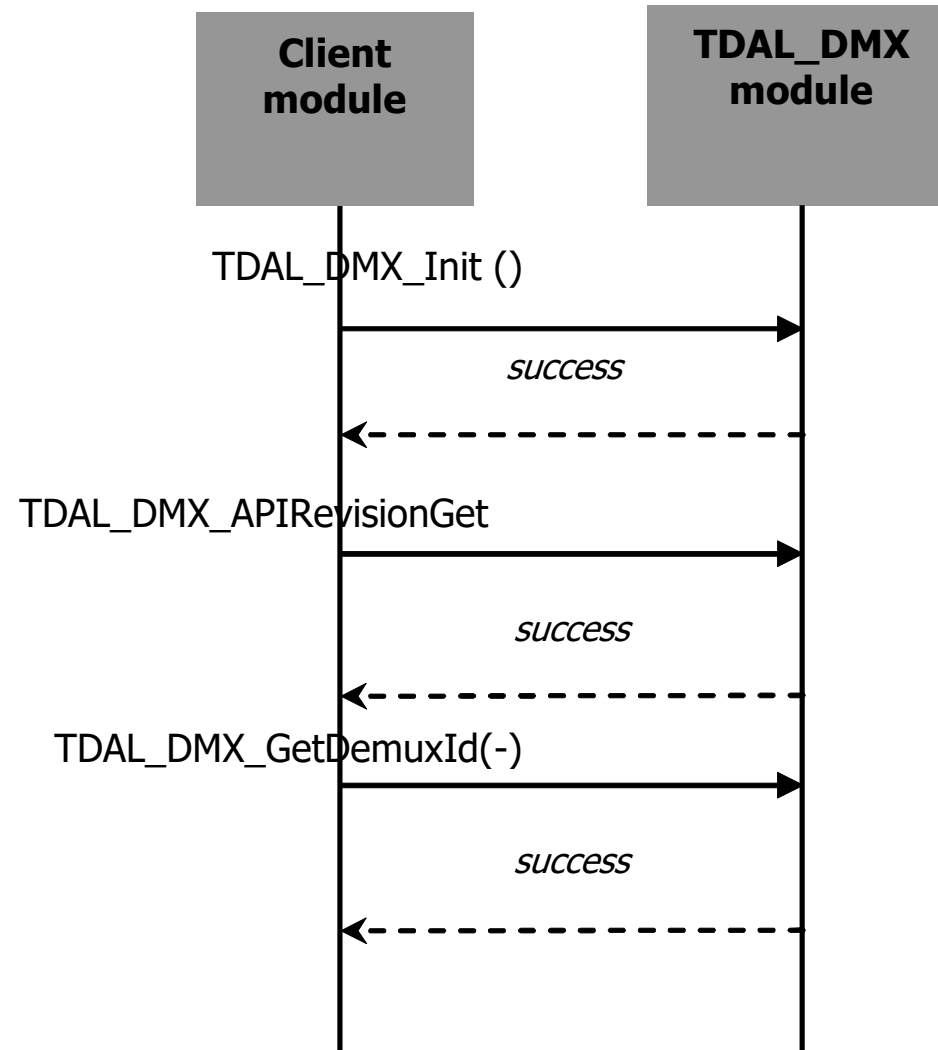 Client
module
TDAL_DMX
module
TDAL_DMX_Init ()
success
TDAL_DMX_APIRevisionGet
success
TDAL_DMX_GetDemuxId(-)
success